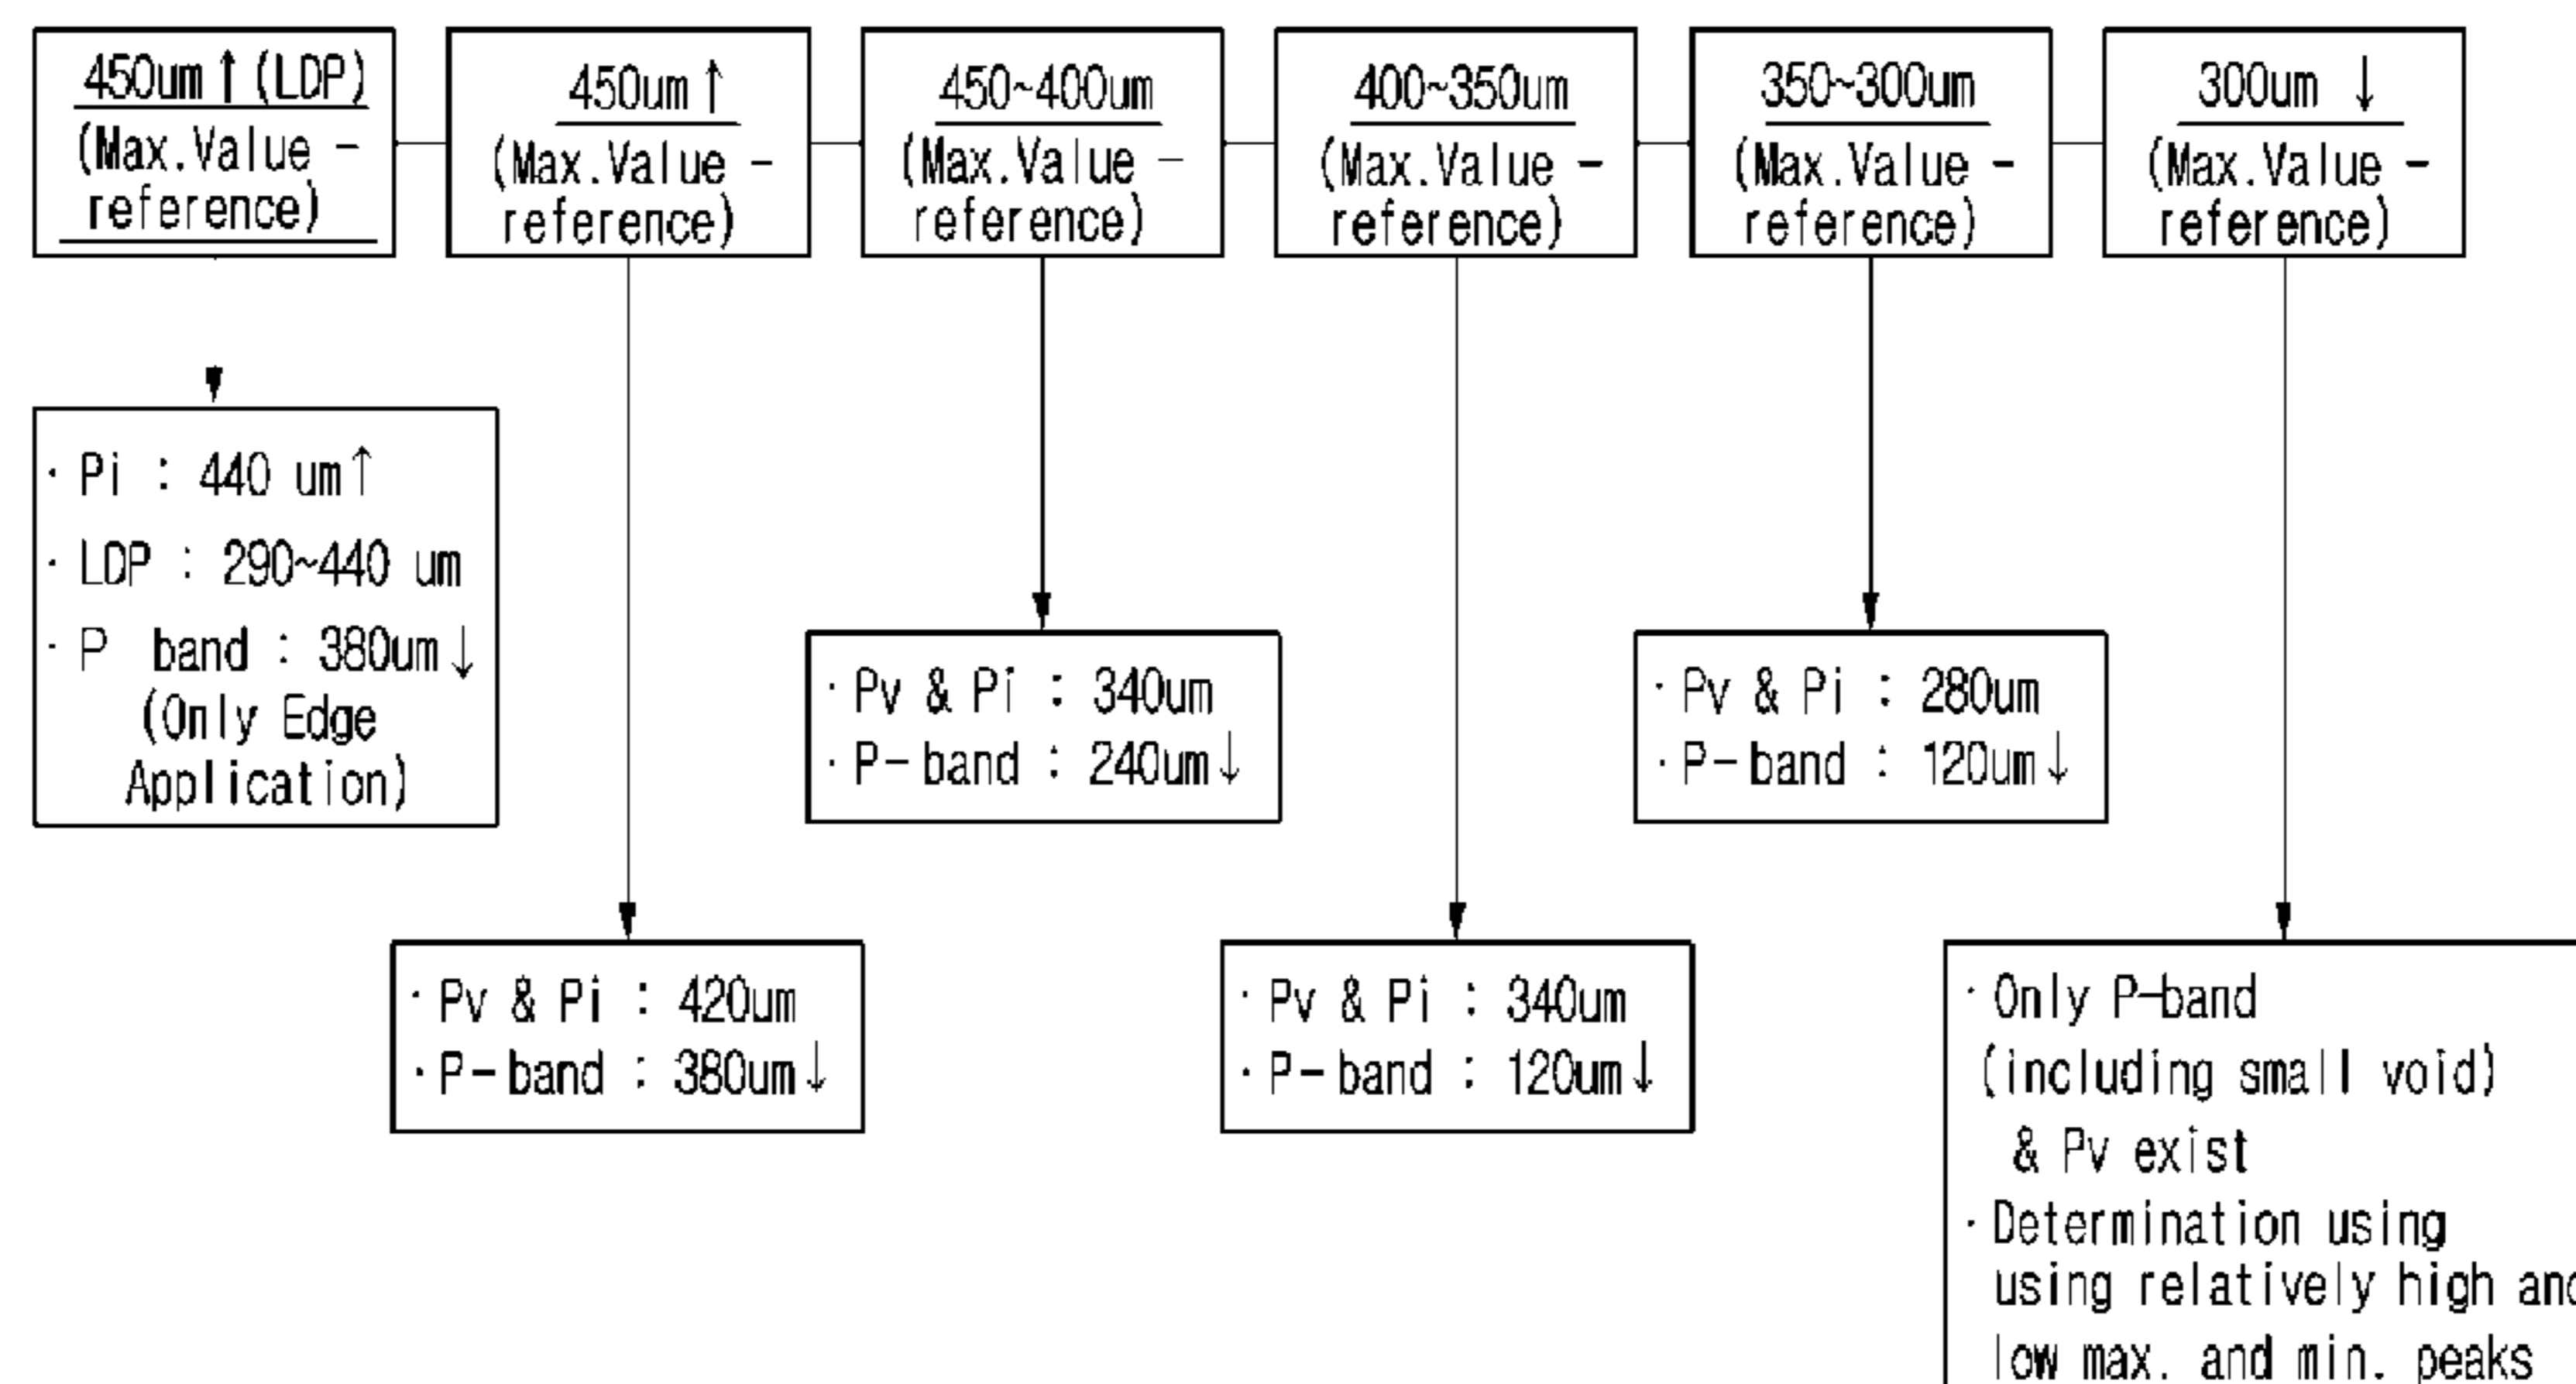 450um ↑ (LDP)
(Max.Value -
reference)
450um ↑
(Max.Value -
reference)
450~400um
(Max.Value -
reference)
400~350um
(Max.Value -
reference)
350~300um
(Max.Value -
reference)
300um ↓
(Max.Value -
reference)
· Pi : 440 um↑
· LDP : 290~440 um
· P band : 380um↓
(Only Edge
Application)
· Pv & Pi : 420um
· P-band : 380um↓
· Pv & Pi : 340um
· P-band : 240um↓
· Pv & Pi : 340um
· P-band : 120um↓
· Pv & Pi : 280um
· P-band : 120um↓
· Only P-band
(including small void)
& Pv exist
· Determination using
using relatively high and
low max. and min. peaks